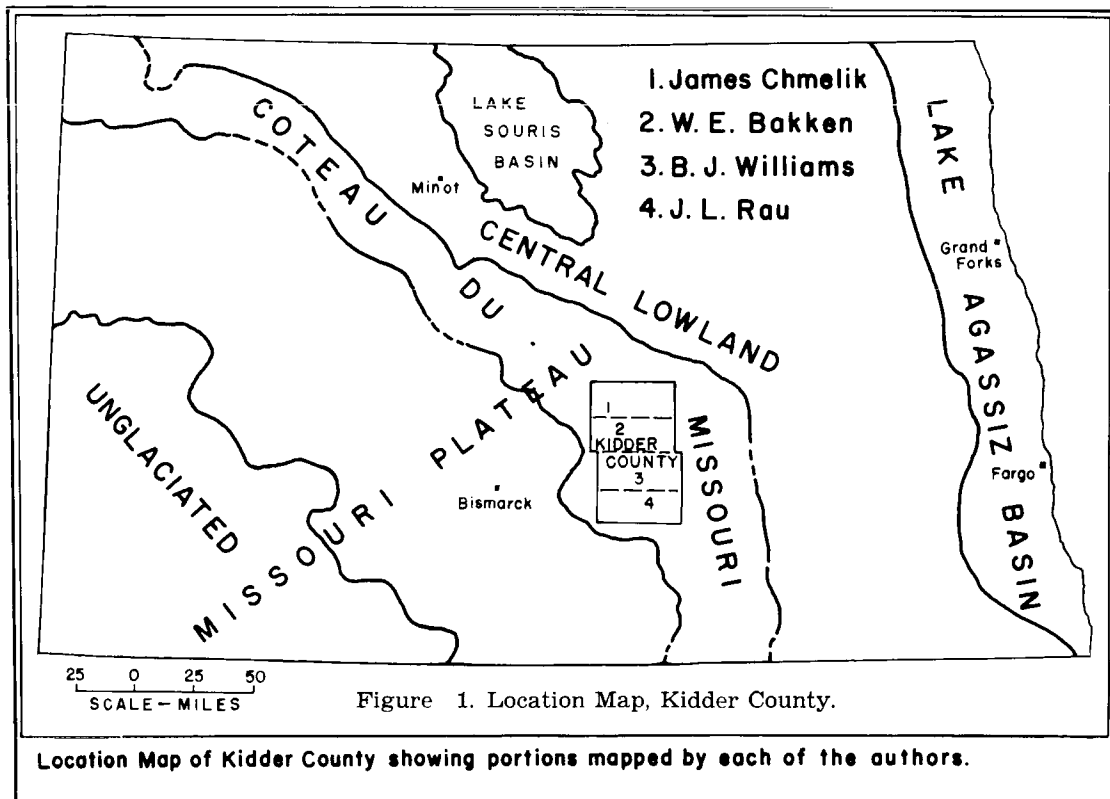 1. James Chmelik
2. W. E. Bakken
3. B. J. Williams
4. J. L. Rau
LAKE
SOURIS
BASIN
Minot
COTEAU DU MISSOURI
CENTRAL LOWLAND
LAKE AGASSIZ BASIN
Grand
Forks
Fargo
MISSOURI PLATEAU
UNGLACIATED
Bismarck
1
2
KIDDER
COUNTY
3
4
25 0 25 50
SCALE—MILES
Figure 1. Location Map, Kidder County.
Location Map of Kidder County showing portions mapped by each of the authors.